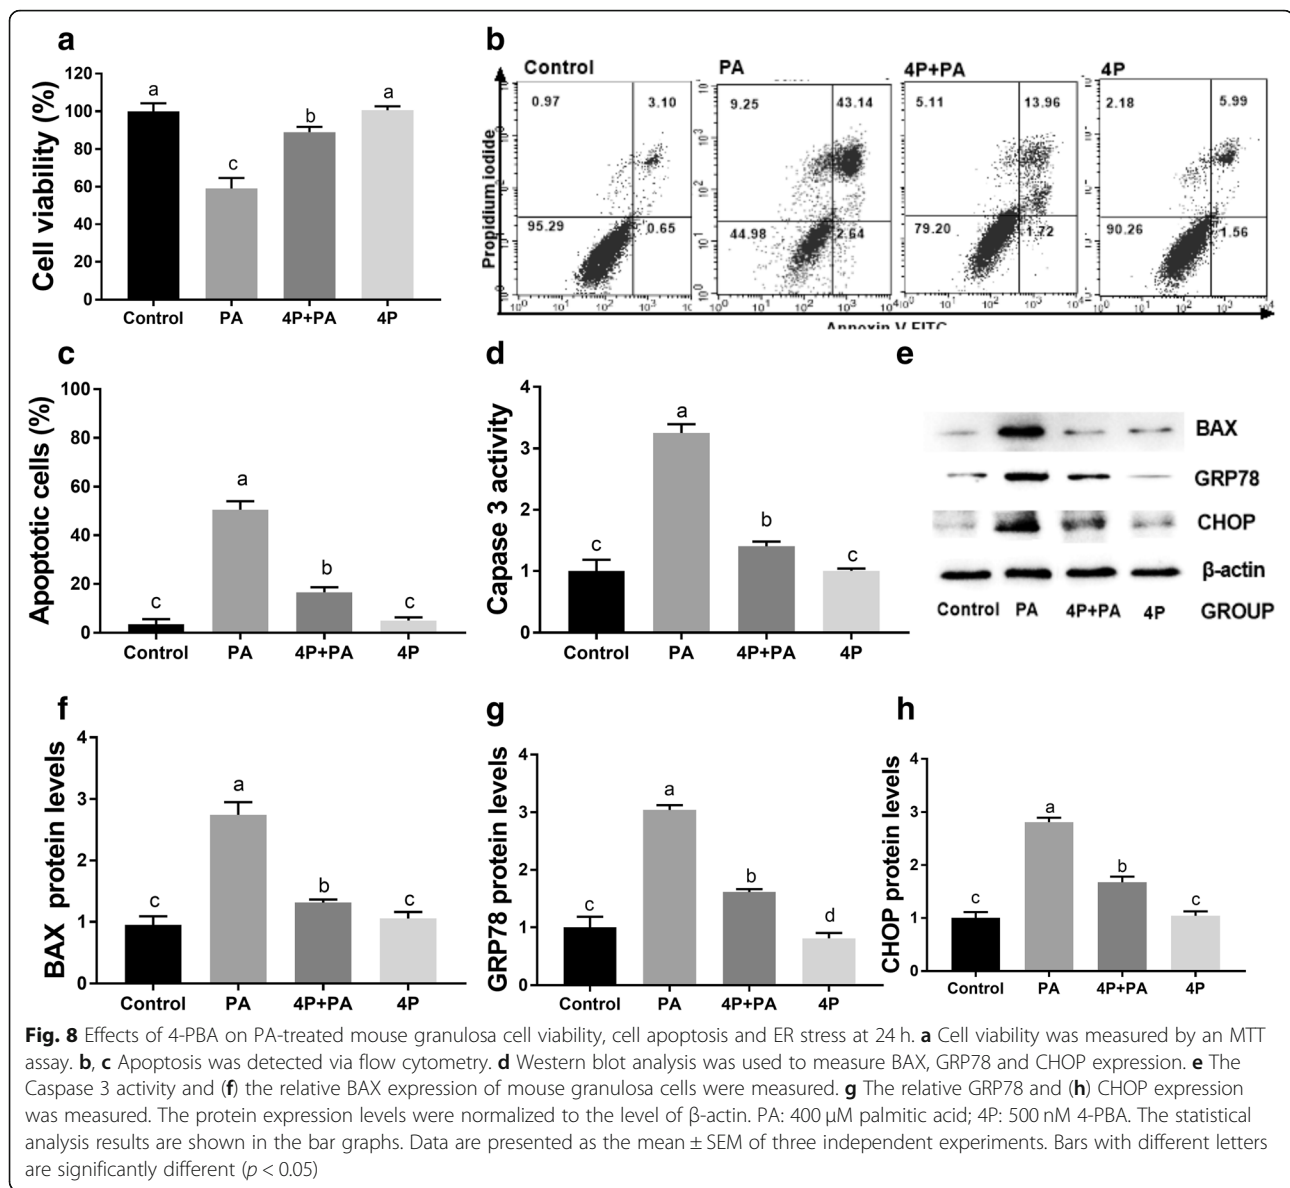 a
Cell viability (%)
120
100
80
60
40
20
0
a
c
b
a
Control PA 4P+PA 4P
b
Propidium iodide
Control PA 4P+PA 4P
0.97 3.10 9.25 43.14 5.11 13.96 2.18 5.99
95.29 0.65 44.98 2.64 79.20 1.72 90.26 1.56
Annexin V FITC
c
Apoptotic cells (%)
100
80
60
40
20
0
c
a
b
c
Control PA 4P+PA 4P
d
Capase 3 activity
4
3
2
1
0
c
a
b
c
Control PA 4P+PA 4P
e
BAX
GRP78
CHOP
β-actin
Control PA 4P+PA 4P GROUP
f
BAX protein levels
4
3
2
1
0
c
a
b
c
Control PA 4P+PA 4P
g
GRP78 protein levels
4
3
2
1
0
c
a
b
d
Control PA 4P+PA 4P
h
CHOP protein levels
4
3
2
1
0
c
a
b
c
Control PA 4P+PA 4P
Fig. 8 Effects of 4-PBA on PA-treated mouse granulosa cell viability, cell apoptosis and ER stress at 24 h. a Cell viability was measured by an MTT
assay. b, c Apoptosis was detected via flow cytometry. d Western blot analysis was used to measure BAX, GRP78 and CHOP expression. e The
Caspase 3 activity and (f) the relative BAX expression of mouse granulosa cells were measured. g The relative GRP78 and (h) CHOP expression
was measured. The protein expression levels were normalized to the level of β-actin. PA: 400 μM palmitic acid; 4P: 500 nM 4-PBA. The statistical
analysis results are shown in the bar graphs. Data are presented as the mean ± SEM of three independent experiments. Bars with different letters
are significantly different (p < 0.05)